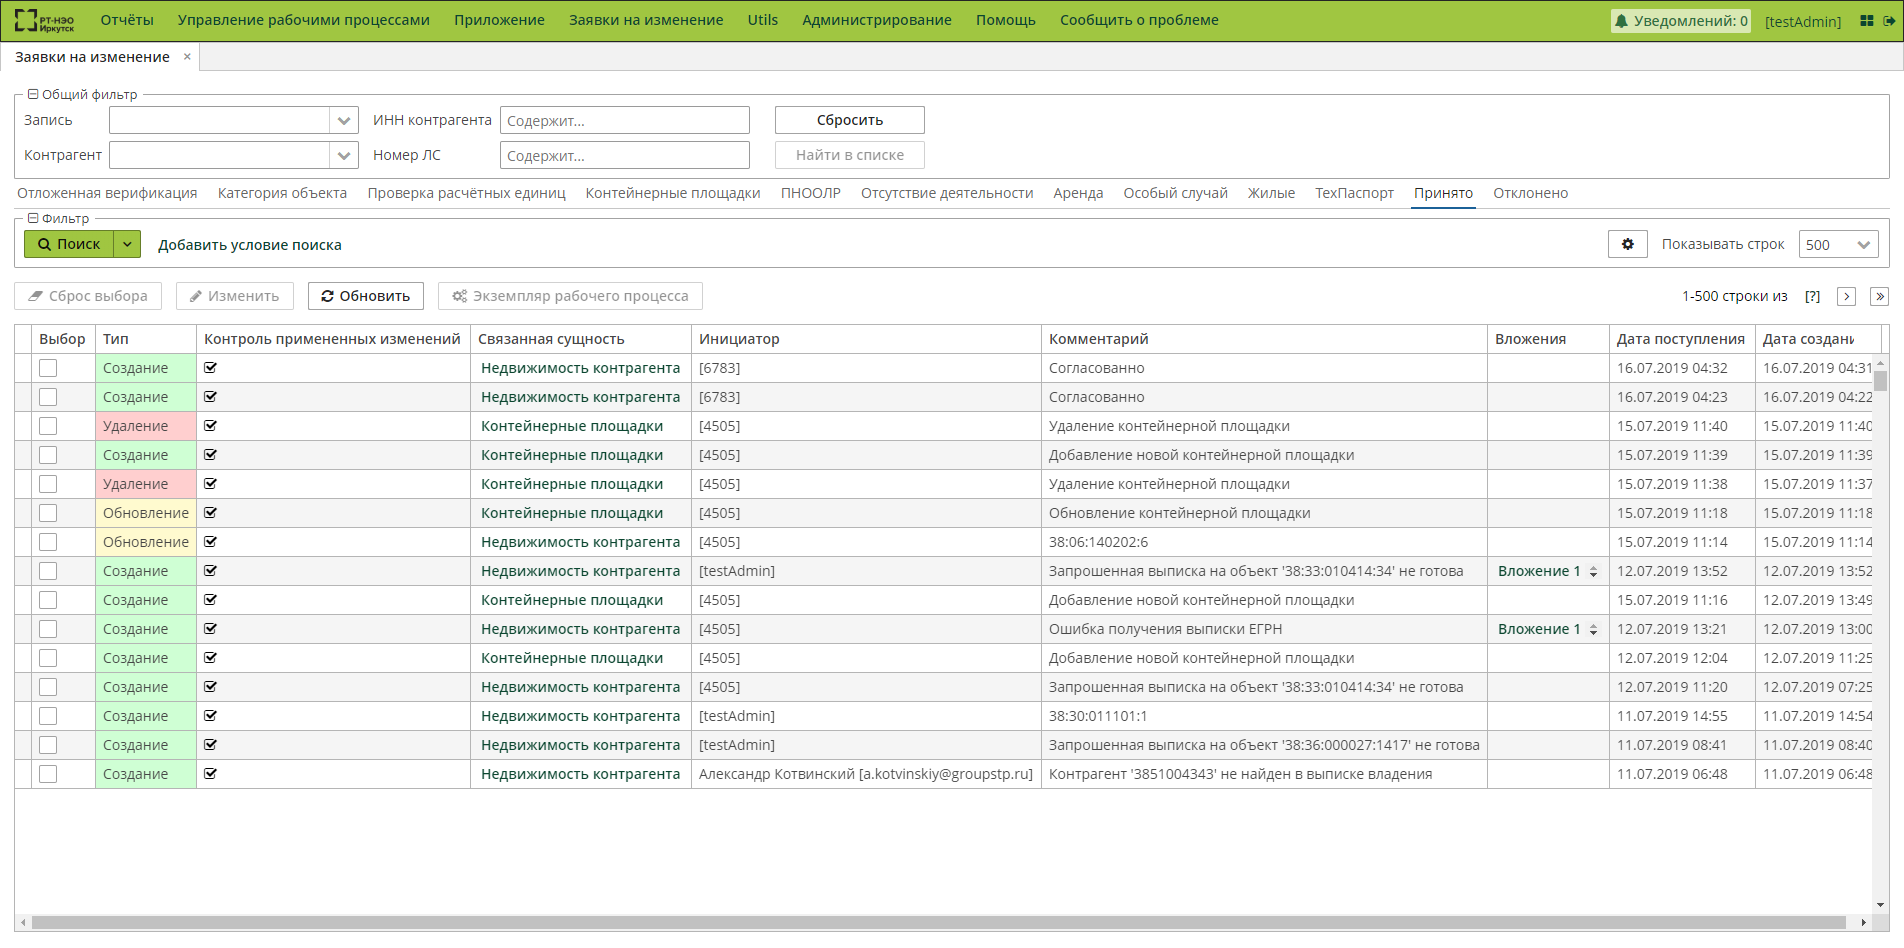 РТ-НЭО Иркутск Отчёты Управление рабочими процессами Приложение Заявки на изменение Utils Администрирование Помощь Сообщить о проблеме Уведомлений: 0 [testAdmin]
Заявки на изменение ×
Общий фильтр
Запись ИНН контрагента Содержит... Сбросить
Контрагент Номер ЛС Содержит... Найти в списке
Отложенная верификация Категория объекта Проверка расчётных единиц Контейнерные площадки ПНООЛР Отсутствие деятельности Аренда Особый случай Жилые ТехПаспорт Принято Отклонено
Фильтр
Поиск Добавить условие поиска Показывать строк 500
Сброс выбора Изменить Обновить Экземпляр рабочего процесса 1-500 строки из [?]
Выбор Тип Контроль примененных изменений Связанная сущность Инициатор Комментарий Вложения Дата поступления Дата создани
Создание Недвижимость контрагента [6783] Согласованно 16.07.2019 04:32 16.07.2019 04:31
Создание Недвижимость контрагента [6783] Согласованно 16.07.2019 04:23 16.07.2019 04:22
Удаление Контейнерные площадки [4505] Удаление контейнерной площадки 15.07.2019 11:40 15.07.2019 11:40
Создание Контейнерные площадки [4505] Добавление новой контейнерной площадки 15.07.2019 11:39 15.07.2019 11:39
Удаление Контейнерные площадки [4505] Удаление контейнерной площадки 15.07.2019 11:38 15.07.2019 11:37
Обновление Контейнерные площадки [4505] Обновление контейнерной площадки 15.07.2019 11:18 15.07.2019 11:18
Обновление Недвижимость контрагента [4505] 38:06:140202:6 15.07.2019 11:14 15.07.2019 11:14
Создание Недвижимость контрагента [testAdmin] Запрошенная выписка на объект '38:33:010414:34' не готова Вложение 1 12.07.2019 13:52 12.07.2019 13:52
Создание Контейнерные площадки [4505] Добавление новой контейнерной площадки 15.07.2019 11:16 12.07.2019 13:49
Создание Недвижимость контрагента [4505] Ошибка получения выписки ЕГРН Вложение 1 12.07.2019 13:21 12.07.2019 13:00
Создание Контейнерные площадки [4505] Добавление новой контейнерной площадки 12.07.2019 12:04 12.07.2019 11:25
Создание Недвижимость контрагента [4505] Запрошенная выписка на объект '38:33:010414:34' не готова 12.07.2019 11:20 12.07.2019 07:25
Создание Недвижимость контрагента [testAdmin] 38:30:011101:1 11.07.2019 14:55 11.07.2019 14:54
Создание Недвижимость контрагента [testAdmin] Запрошенная выписка на объект '38:36:000027:1417' не готова 11.07.2019 08:41 11.07.2019 08:40
Создание Недвижимость контрагента Александр Котвинский [a.kotvinskiy@groupstp.ru] Контрагент '3851004343' не найден в выписке владения 11.07.2019 06:48 11.07.2019 06:48